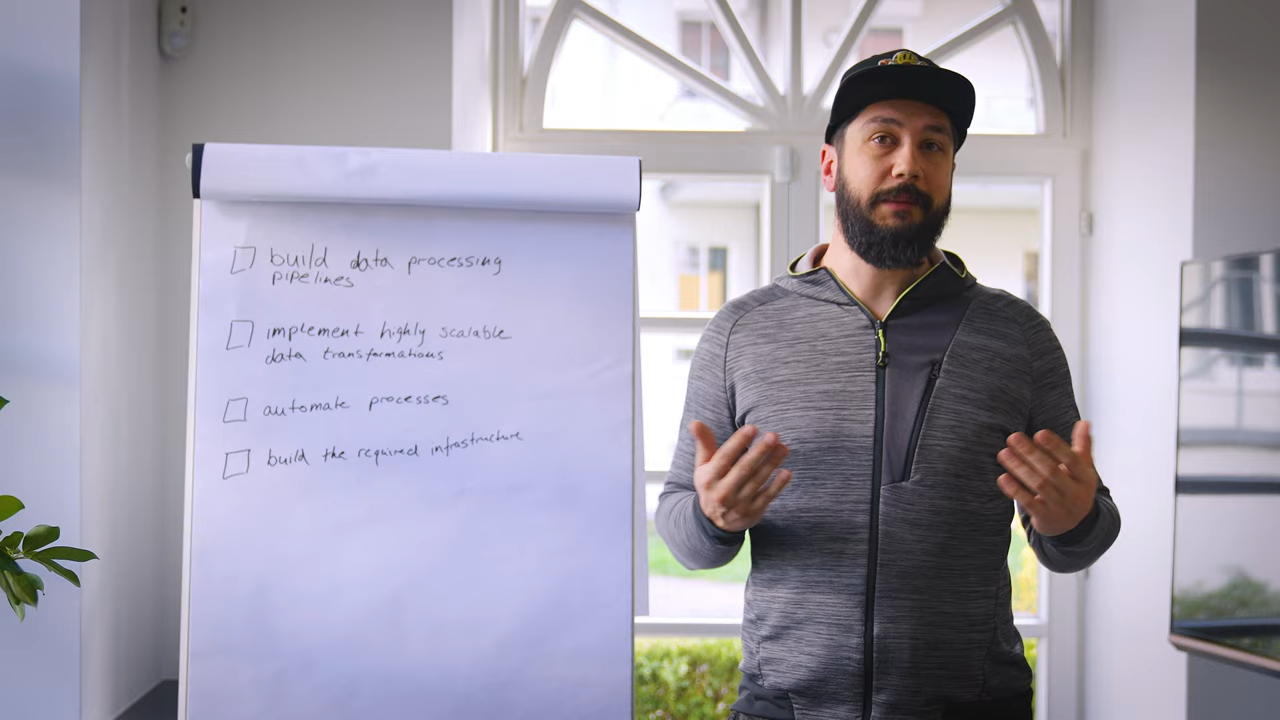 build data processing
pipelines
implement highly scalable
data transformations
automate processes
build the required infrastructure